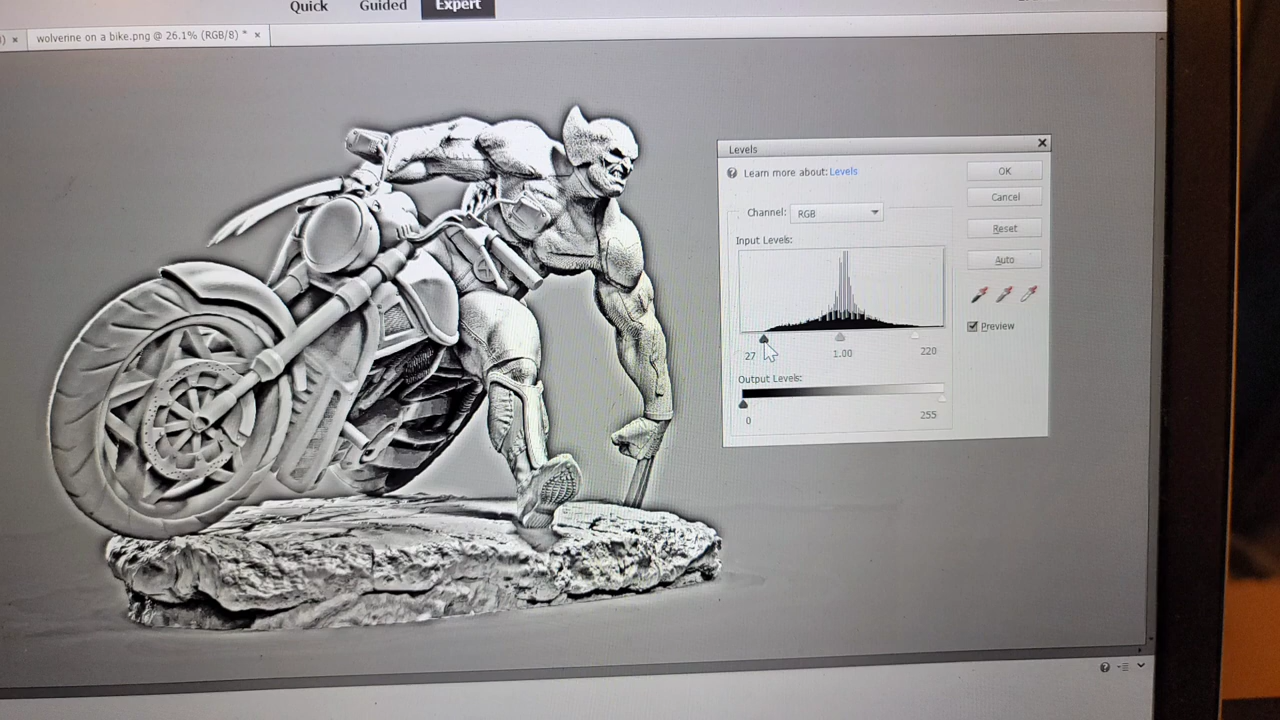 Quick Guided Expert
wolverine on a bike.png @ 26.1% (RGB/8) *
Levels
Learn more about: Levels
OK
Cancel
Channel: RGB
Reset
Input Levels:
Auto
Preview
27 1.00 220
Output Levels:
0 255